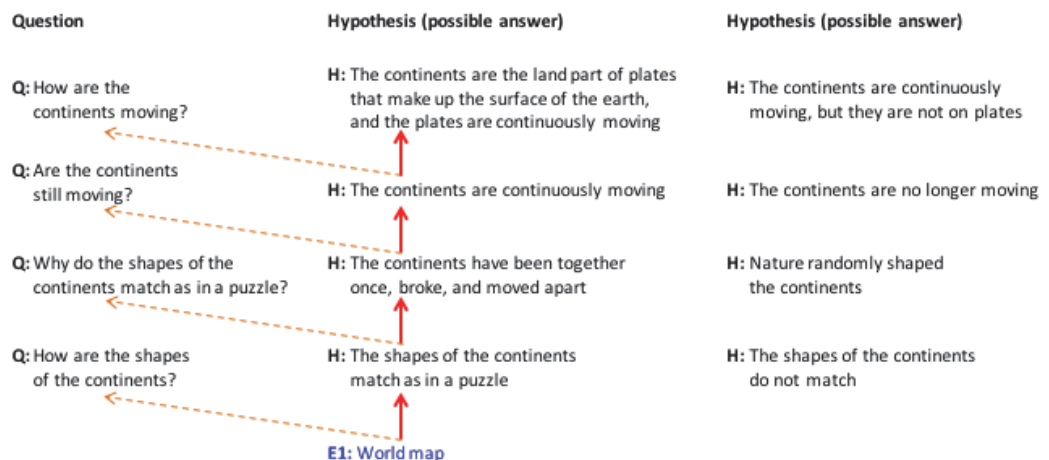 Question
Hypothesis (possible answer)
Hypothesis (possible answer)
Q: How are the
continents moving?
H: The continents are the land part of plates
that make up the surface of the earth,
and the plates are continuously moving
H: The continents are continuously
moving, but they are not on plates
Q: Are the continents
still moving?
H: The continents are continuously moving
H: The continents are no longer moving
Q: Why do the shapes of the
continents match as in a puzzle?
H: The continents have been together
once, broke, and moved apart
H: Nature randomly shaped
the continents
Q: How are the shapes
of the continents?
H: The shapes of the continents
match as in a puzzle
H: The shapes of the continents
do not match
E1: World map